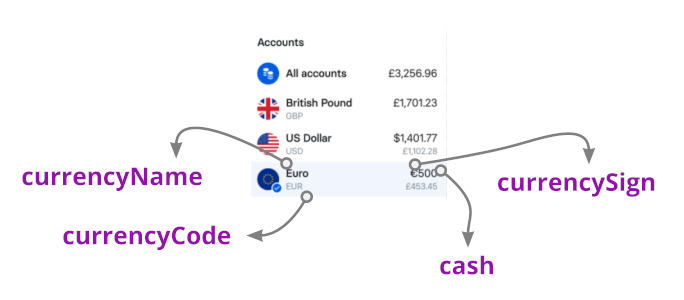 Accounts
All accounts £3,256.96
British Pound £1,701.23
GBP
US Dollar $1,401.77
USD £1,102.28
currencyName
Euro €500
EUR £453.45
currencySign
currencyCode
cash